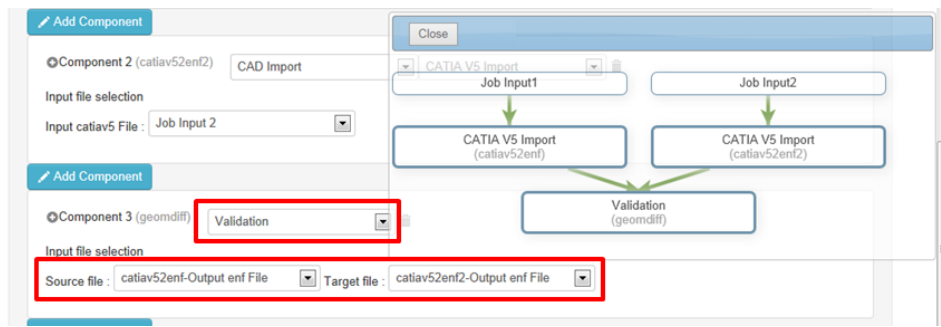 Add Component
Close
Component 2 (catiav52enf2)
CAD Import
CATIA V5 Import
Job Input1
Job Input2
Input file selection
Input catiav5 File :
Job Input 2
CATIA V5 Import
(catiav52enf)
CATIA V5 Import
(catiav52enf2)
Add Component
Validation
(geomdiff)
Component 3 (geomdiff)
Validation
Input file selection
Source file :
catiav52enf-Output enf File
Target file :
catiav52enf2-Output enf File